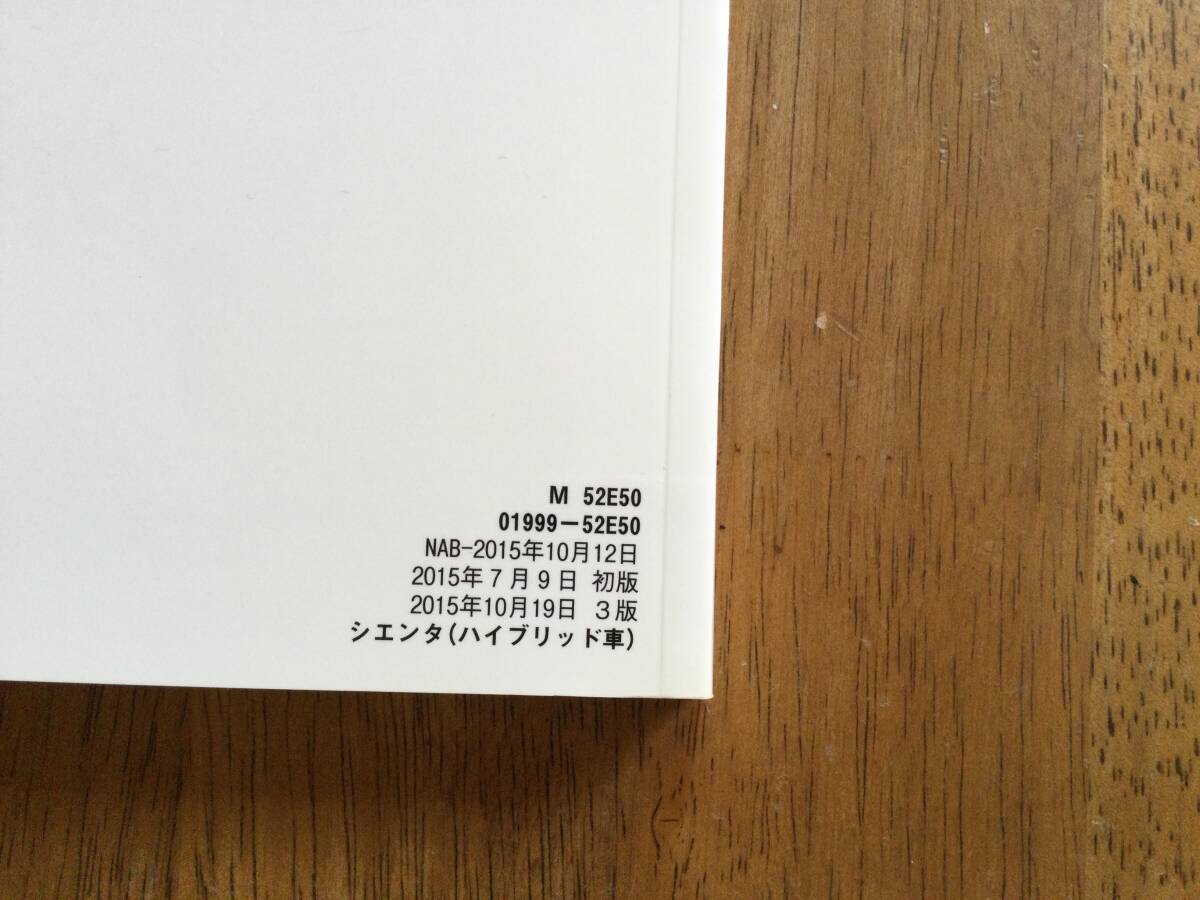 M 52E50
01999-52E50
NAB-2015年10月12日
2015年7月9日 初版
2015年10月19日 3版
シエンタ(ハイブリッド車)